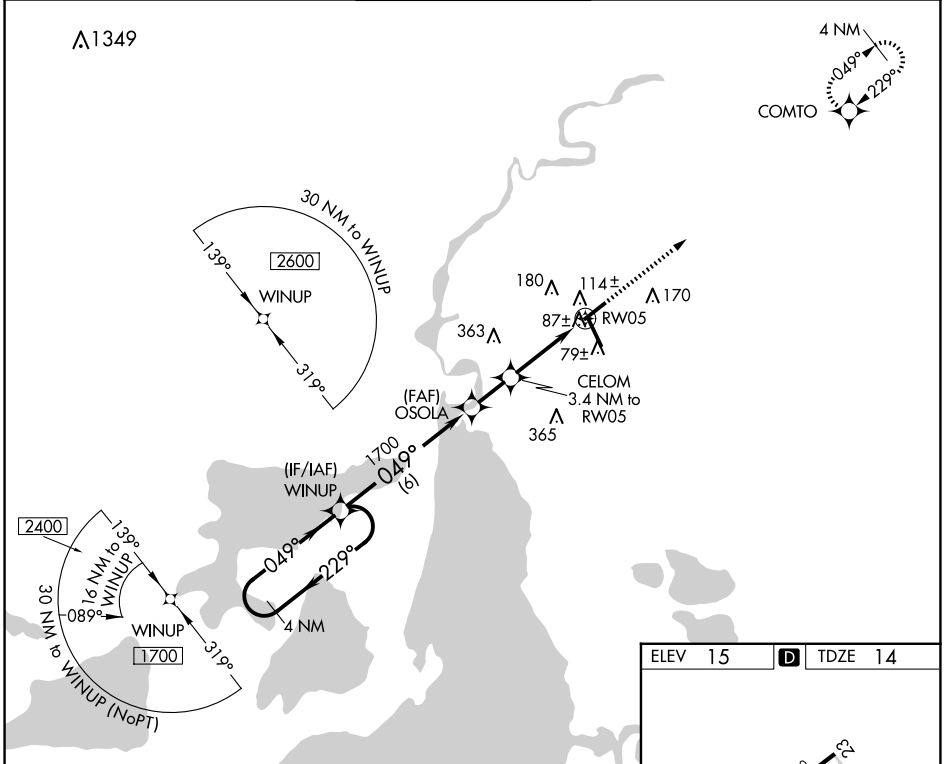 1349
4 NM
049°
229°
COMTO
30 NM to WINUP
139°
2600
WINUP
319°
180
114±
170
87±
RW05
363
79±
CELOM
3.4 NM to
RW05
(FAF)
OSOLA
365
1700
049°
(6)
(IF/IAF)
WINUP
049°
229°
4 NM
2400
139°
16 NM to
WINUP
089°
WINUP
1700
319°
30 NM to WINUP (NoPT)
ELEV 15
D
TDZE 14
23